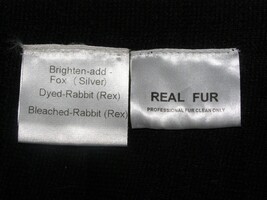 Brighten-add -
Fox (Silver)
Dyed-Rabbit (Rex)
Bleached-Rabbit (Rex)
REAL FUR
PROFESSIONAL FUR CLEAN ONLY